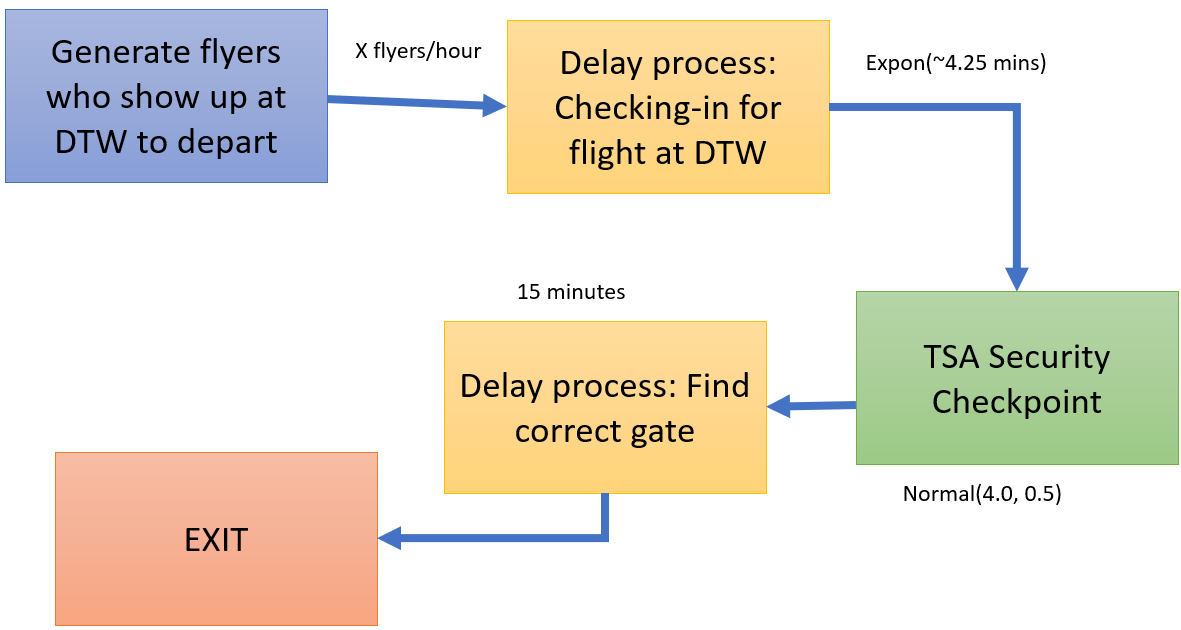 Generate flyers
who show up at
DTW to depart
X flyers/hour
Delay process:
Checking-in for
flight at DTW
Expon(~4.25 mins)
TSA Security
Checkpoint
Normal(4.0, 0.5)
15 minutes
Delay process: Find
correct gate
EXIT